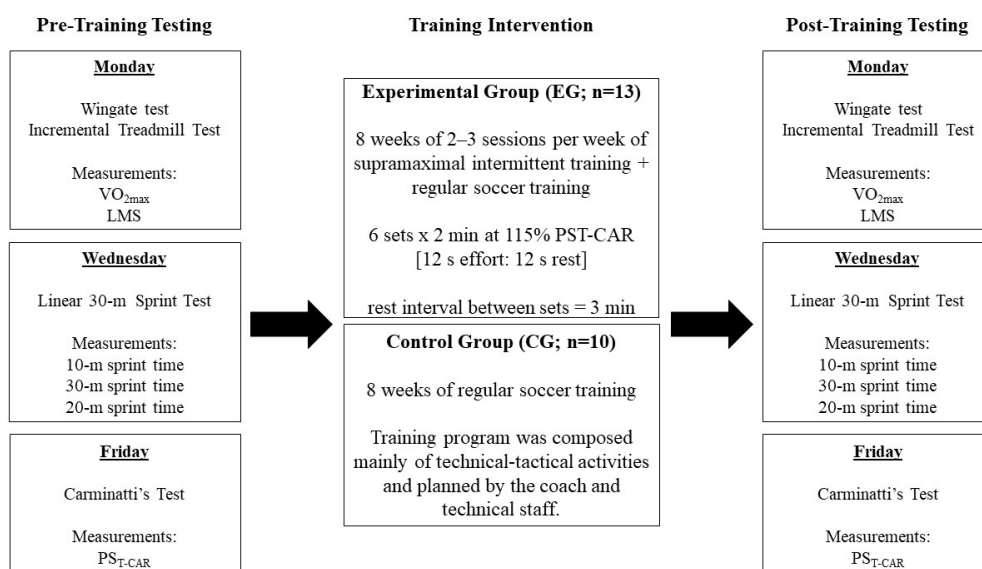 Pre-Training Testing
Monday
Wingate test
Incremental Treadmill Test
Measurements:
VO2max
LMS
Wednesday
Linear 30-m Sprint Test
Measurements:
10-m sprint time
30-m sprint time
20-m sprint time
Friday
Carminatti's Test
Measurements:
PST-CAR
Training Intervention
Experimental Group (EG; n=13)
8 weeks of 2–3 sessions per week of
supramaximal intermittent training +
regular soccer training
6 sets x 2 min at 115% PST-CAR
[12 s effort: 12 s rest]
rest interval between sets = 3 min
Control Group (CG; n=10)
8 weeks of regular soccer training
Training program was composed
mainly of technical-tactical activities
and planned by the coach and
technical staff.
Post-Training Testing
Monday
Wingate test
Incremental Treadmill Test
Measurements:
VO2max
LMS
Wednesday
Linear 30-m Sprint Test
Measurements:
10-m sprint time
30-m sprint time
20-m sprint time
Friday
Carminatti's Test
Measurements:
PST-CAR